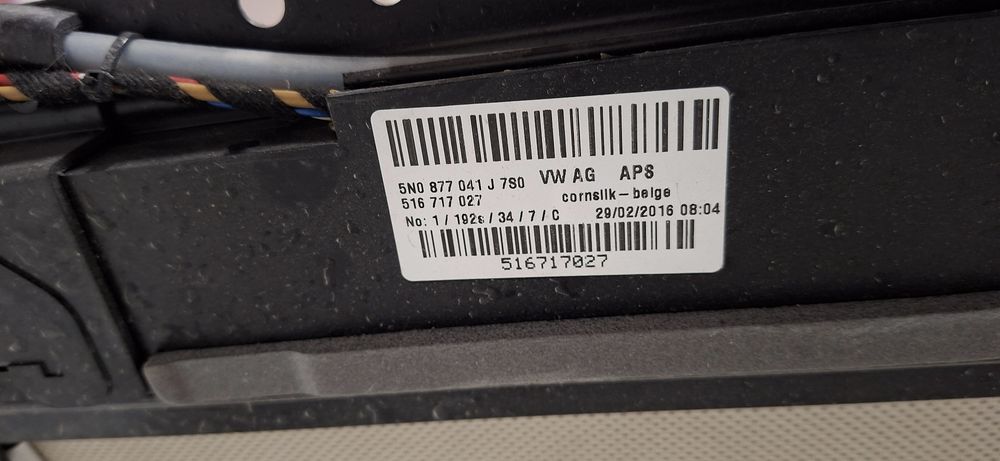 5N0 877 041 J 7S0 VW AG APS
516 717 027 cornsilk-beige
No: 1 / 192s / 34 / 7 / C 29/02/2016 08:04
516717027